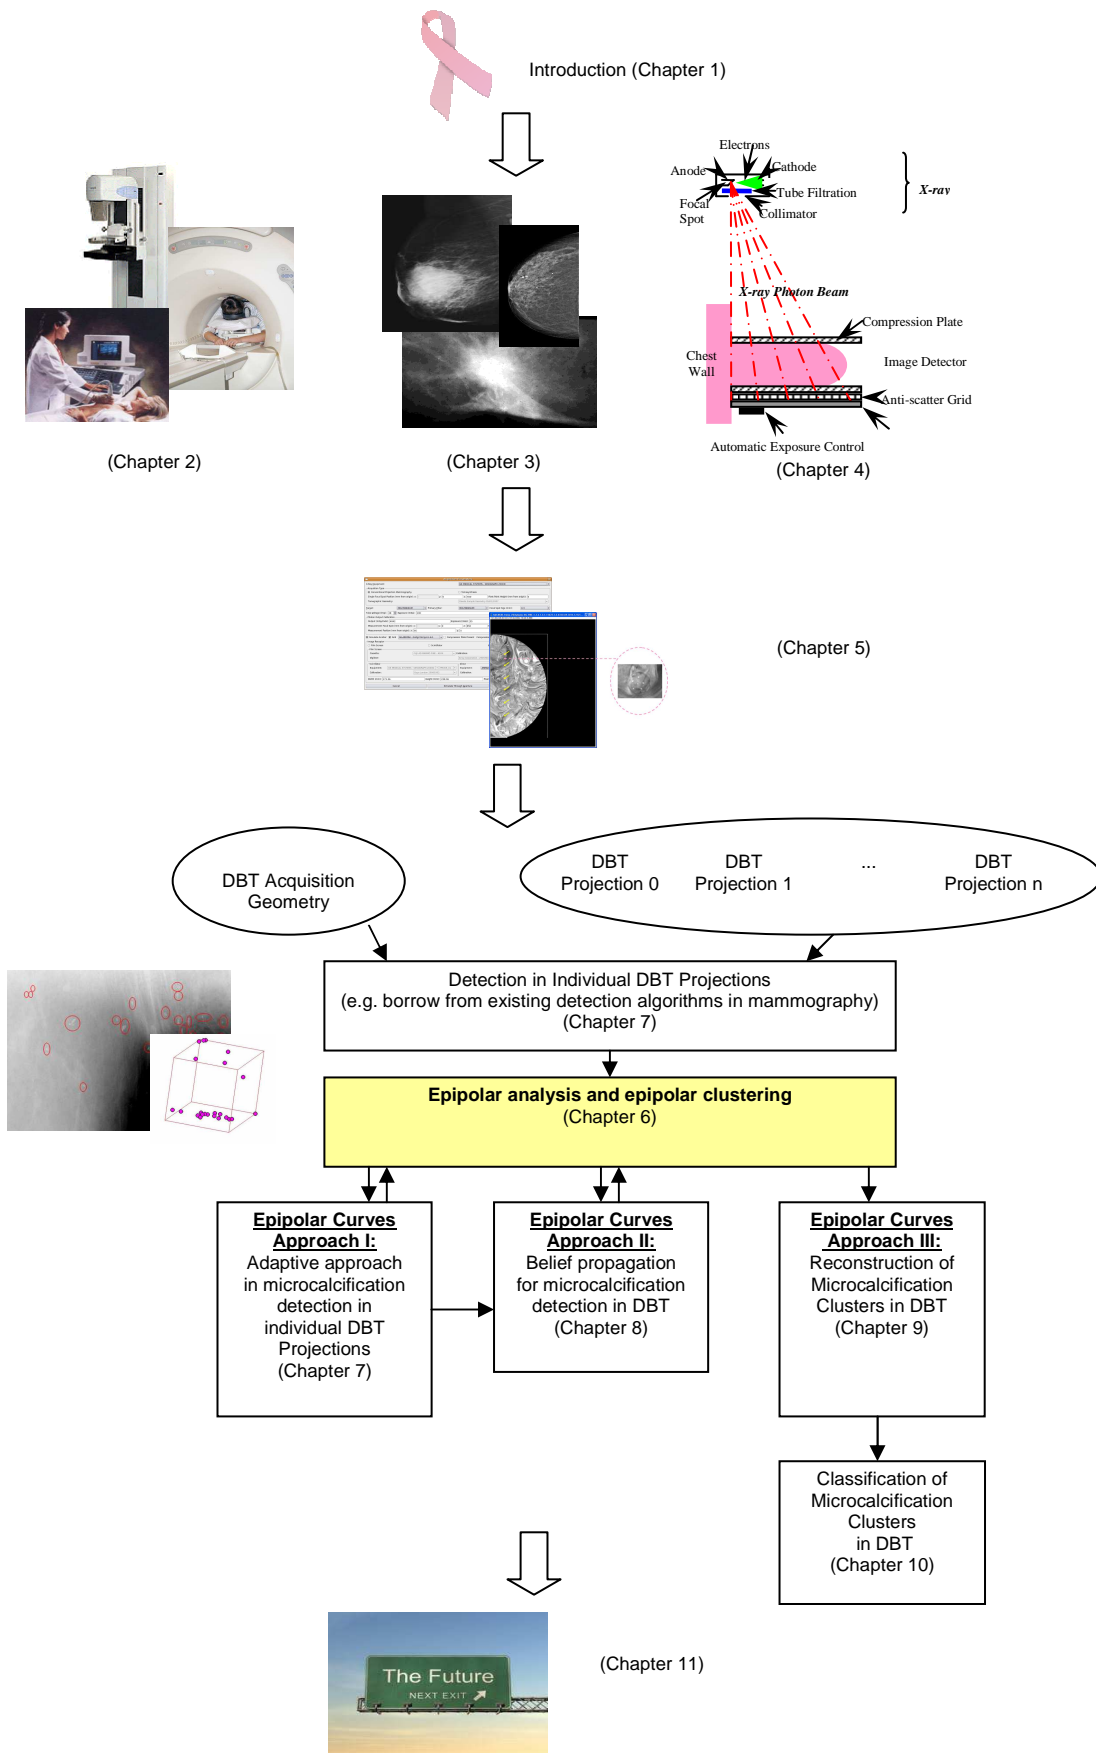 Introduction (Chapter 1)
Electrons
Anode
Cathode
X-ray
Tube Filtration
Focal
Spot
Collimator
X-ray Photon Beam
Compression Plate
Chest
Wall
Image Detector
Anti-scatter Grid
Automatic Exposure Control
(Chapter 2)
(Chapter 3)
(Chapter 4)
(Chapter 5)
DBT Acquisition
Geometry
DBT
Projection 0
DBT
Projection 1
...
DBT
Projection n
Detection in Individual DBT Projections
(e.g. borrow from existing detection algorithms in mammography)
(Chapter 7)
Epipolar analysis and epipolar clustering
(Chapter 6)
Epipolar Curves
Approach I:
Adaptive approach
in microcalcification
detection in
individual DBT
Projections
(Chapter 7)
Epipolar Curves
Approach II:
Belief propagation
for microcalcification
detection in DBT
(Chapter 8)
Epipolar Curves
Approach III:
Reconstruction of
Microcalcification
Clusters in DBT
(Chapter 9)
Classification of
Microcalcification
Clusters
in DBT
(Chapter 10)
The Future
NEXT EXIT
(Chapter 11)